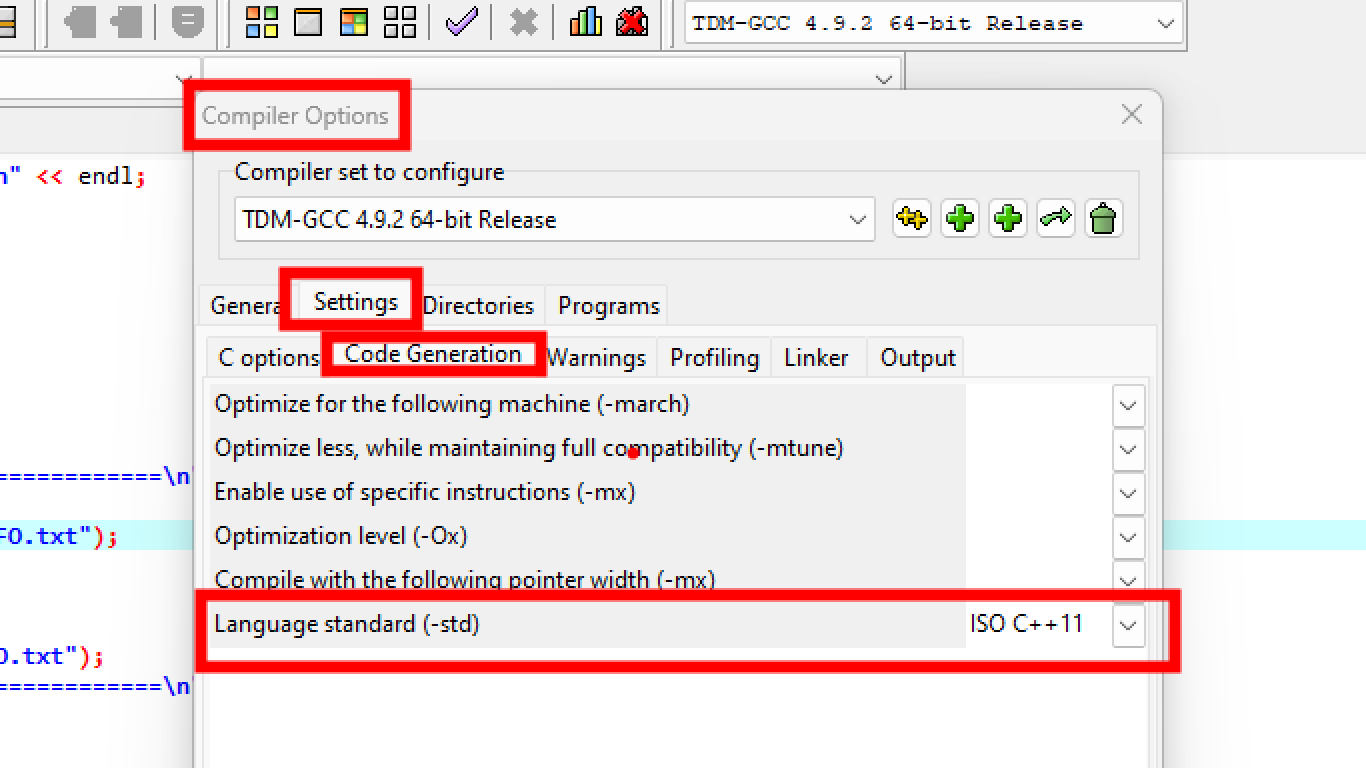 TDM-GCC 4.9.2 64-bit Release
Compiler Options
n" << endl;
Compiler set to configure
TDM-GCC 4.9.2 64-bit Release
Genera Settings Directories Programs
C options Code Generation Warnings Profiling Linker Output
Optimize for the following machine (-march)
Optimize less, while maintaining full compatibility (-mtune)
============\n
Enable use of specific instructions (-mx)
FO.txt");
Optimization level (-Ox)
Compile with the following pointer width (-mx)
Language standard (-std) ISO C++11
O.txt");
============\n